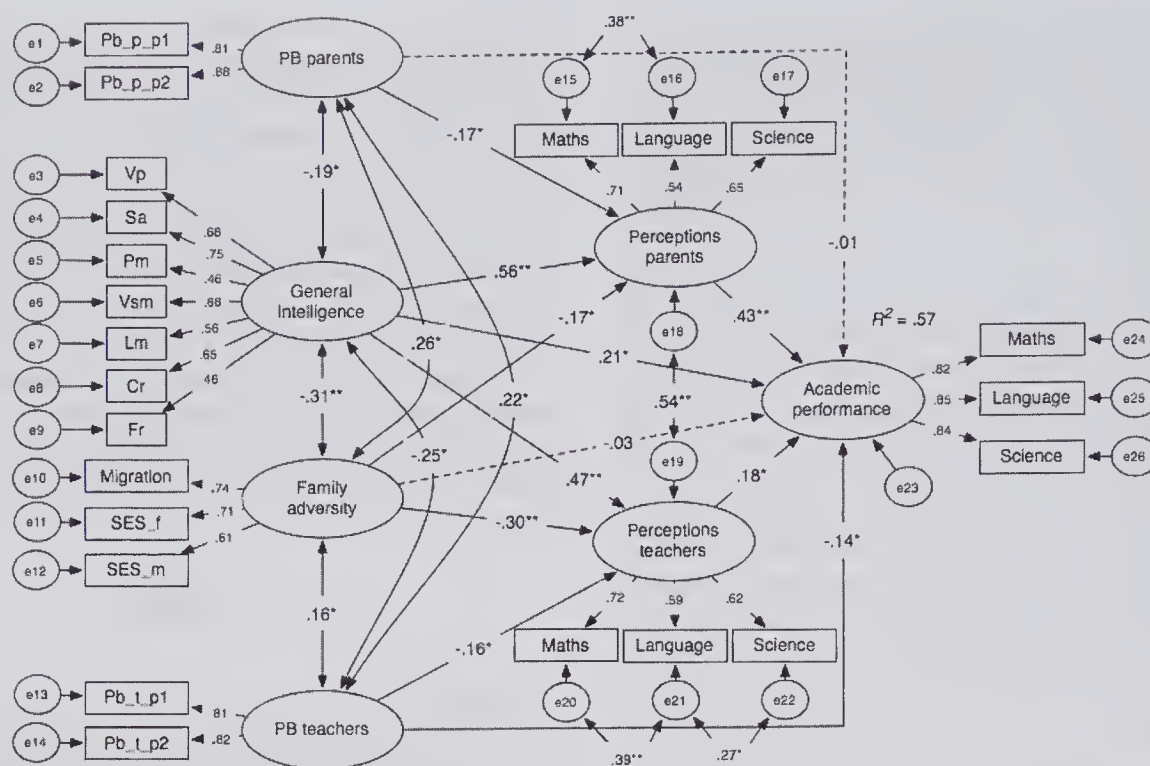 e1 Pb_p_p1 .81 PB parents
e2 Pb_p_p2 .88
.38**
e15 e16 e17
Maths Language Science
.71 .54 .65
-.17*
-.19*
e3 Vp .68
e4 Sa .75
e5 Pm .46
e6 Vsm .68
e7 Lm .56
e8 Cr .65
e9 Fr .46
General
Intelligence
.56**
Perceptions
parents
-.01
-.17*
e18
.43**
R² = .57
.26*
.21*
-.31**
.22*
.54**
-.25*
.03
Academic
performance
.82 Maths e24
.85 Language e25
.84 Science e26
e23
e19
.18*
.47**
e10 Migration .74
e11 SES_f .71
e12 SES_m .61
Family
adversity
-.30**
Perceptions
teachers
-.14*
.16*
-.16*
.72 .59 .62
Maths Language Science
e20 e21 e22
.39** .27*
e13 Pb_t_p1 .81
e14 Pb_t_p2 .82
PB teachers